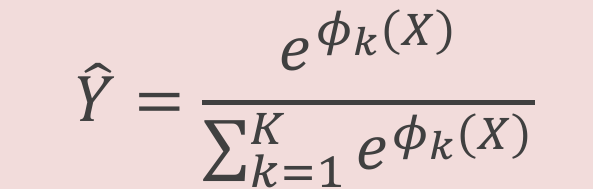 Ŷ = e^{ϕ_k(X)} / ∑_{k=1}^{K} e^{ϕ_k(X)}